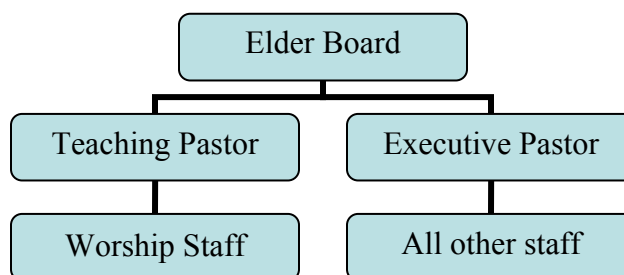 Elder Board
Teaching Pastor
Executive Pastor
Worship Staff
All other staff